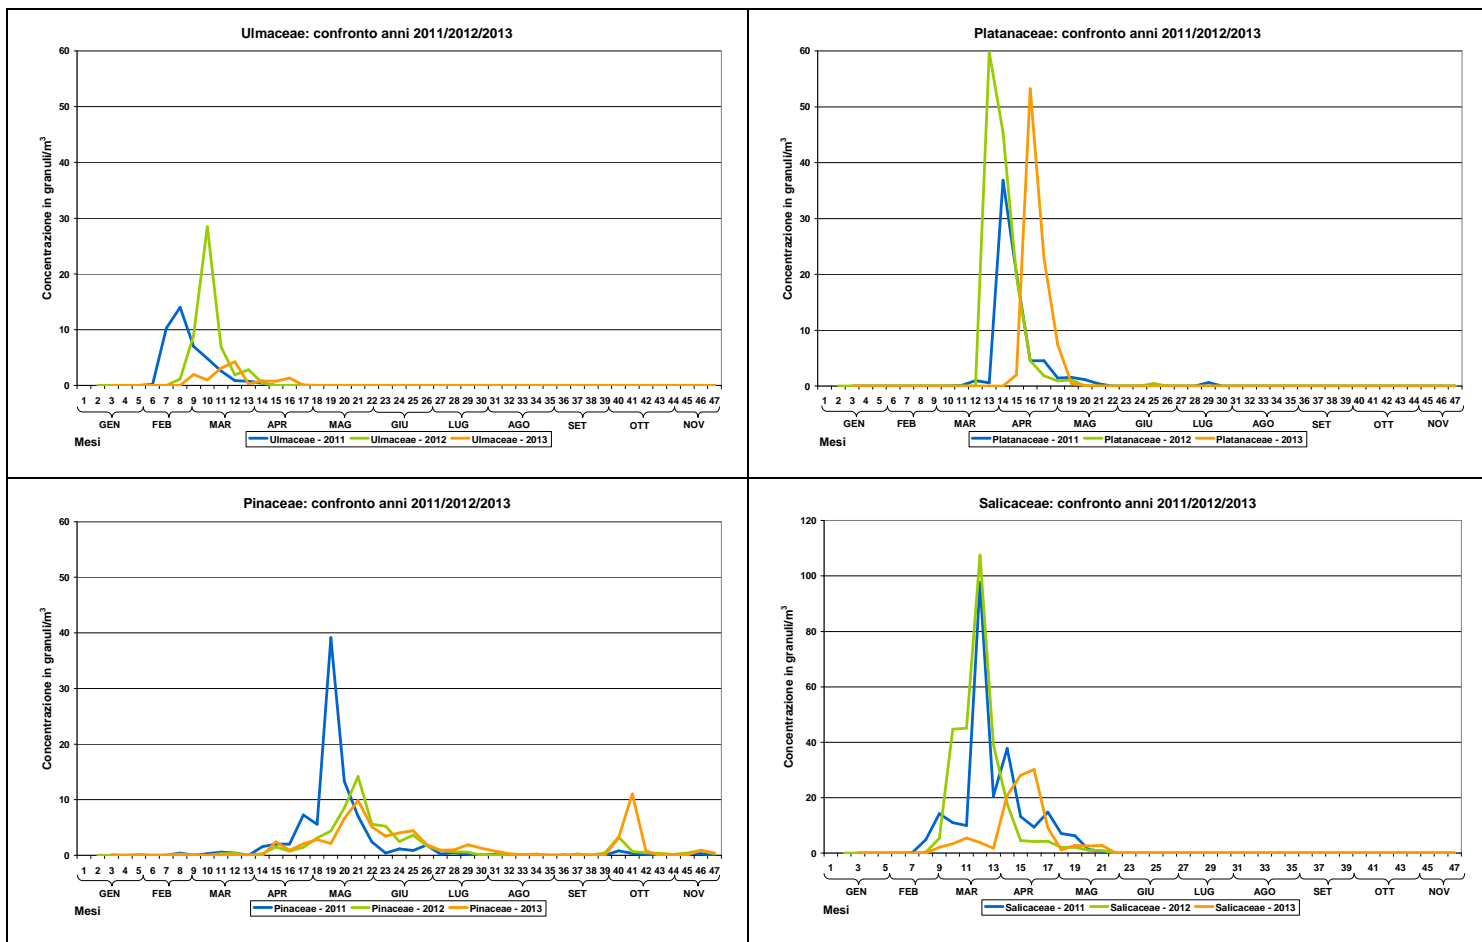 Ulmaceae: confronto anni 2011/2012/2013
Concentrazione in granuli/m³
60
50
40
30
20
10
0
1 2 3 4 5 6 7 8 9 10 11 12 13 14 15 16 17 18 19 20 21 22 23 24 25 26 27 28 29 30 31 32 33 34 35 36 37 38 39 40 41 42 43 44 45 46 47
GEN FEB MAR APR MAG GIU LUG AGO SET OTT NOV
Mesi
Ulmaceae - 2011 Ulmaceae - 2012 Ulmaceae - 2013
Platanaceae: confronto anni 2011/2012/2013
Concentrazione in granuli/m³
60
50
40
30
20
10
0
1 2 3 4 5 6 7 8 9 10 11 12 13 14 15 16 17 18 19 20 21 22 23 24 25 26 27 28 29 30 31 32 33 34 35 36 37 38 39 40 41 42 43 44 45 46 47
GEN FEB MAR APR MAG GIU LUG AGO SET OTT NOV
Mesi
Platanaceae - 2011 Platanaceae - 2012 Platanaceae - 2013
Pinaceae: confronto anni 2011/2012/2013
Concentrazione in granuli/m³
60
50
40
30
20
10
0
1 2 3 4 5 6 7 8 9 10 11 12 13 14 15 16 17 18 19 20 21 22 23 24 25 26 27 28 29 30 31 32 33 34 35 36 37 38 39 40 41 42 43 44 45 46 47
GEN FEB MAR APR MAG GIU LUG AGO SET OTT NOV
Mesi
Pinaceae - 2011 Pinaceae - 2012 Pinaceae - 2013
Salicaceae: confronto anni 2011/2012/2013
Concentrazione in granuli/m³
120
100
80
60
40
20
0
1 3 5 7 9 11 13 15 17 19 21 23 25 27 29 31 33 35 37 39 41 43 45 47
GEN FEB MAR APR MAG GIU LUG AGO SET OTT NOV
Mesi
Salicaceae - 2011 Salicaceae - 2012 Salicaceae - 2013